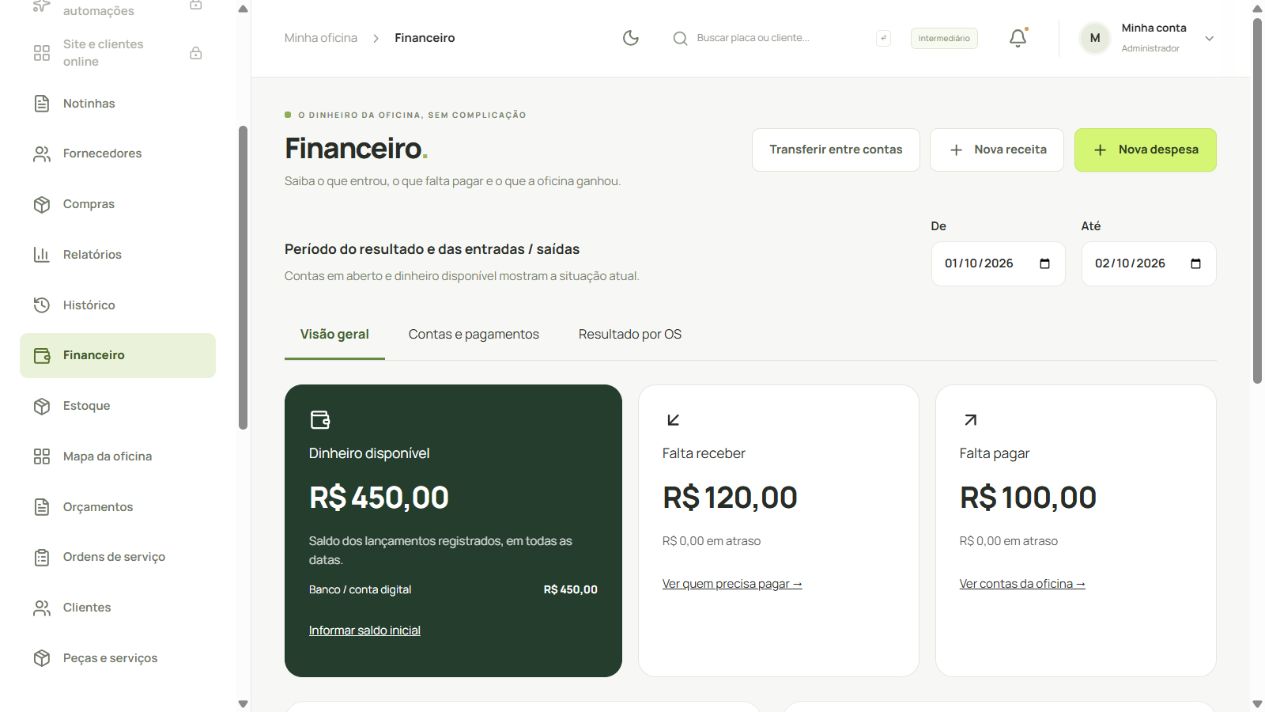 automações
Site e clientes
online
Notinhas
Fornecedores
Compras
Relatórios
Histórico
Financeiro
Estoque
Mapa da oficina
Orçamentos
Ordens de serviço
Clientes
Peças e serviços
Minha oficina
Financeiro
Buscar placa ou cliente...
Intermediário
M
Minha conta
Administrador
O DINHEIRO DA OFICINA, SEM COMPLICAÇÃO
Financeiro.
Saiba o que entrou, o que falta pagar e o que a oficina ganhou.
Transferir entre contas
Nova receita
Nova despesa
Período do resultado e das entradas / saídas
Contas em aberto e dinheiro disponível mostram a situação atual.
De
01/10/2026
Até
02/10/2026
Visão geral
Contas e pagamentos
Resultado por OS
Dinheiro disponível
R$ 450,00
Saldo dos lançamentos registrados, em todas as
datas.
Banco / conta digital R$ 450,00
Informar saldo inicial
Falta receber
R$ 120,00
R$ 0,00 em atraso
Ver quem precisa pagar →
Falta pagar
R$ 100,00
R$ 0,00 em atraso
Ver contas da oficina →